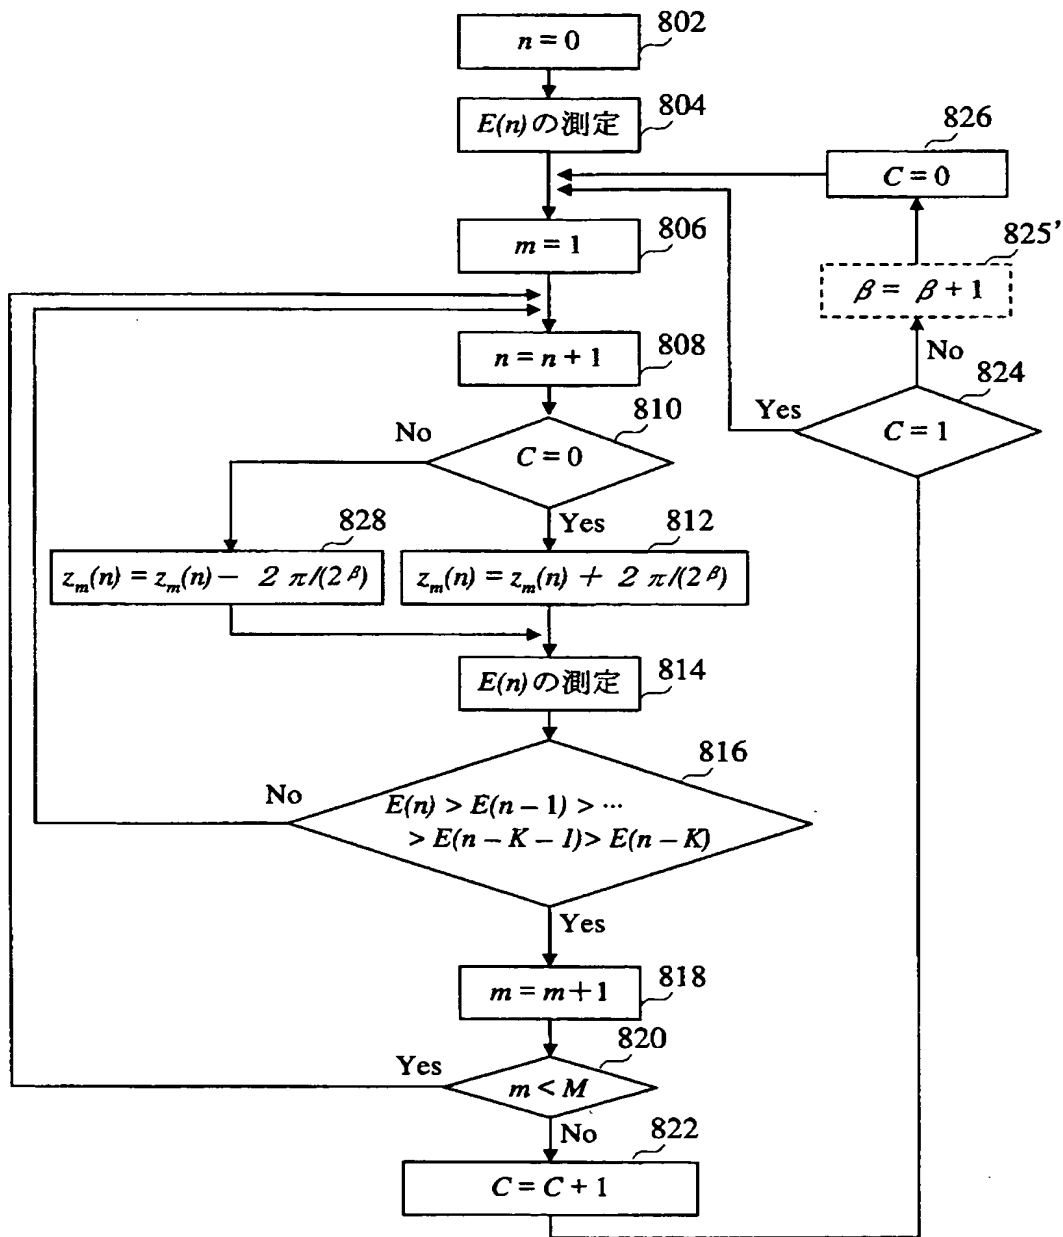 n = 0
802
E(n) の測定
804
826
C = 0
m = 1
806
825’
β = β + 1
n = n + 1
808
No
824
C = 1
Yes
810
No
C = 0
Yes
828
812
z_m(n) = z_m(n) − 2 π/(2^β)
z_m(n) = z_m(n) + 2 π/(2^β)
E(n) の測定
814
816
No
E(n) > E(n − 1) > ···
> E(n − K − 1) > E(n − K)
Yes
m = m + 1
818
820
Yes
m < M
No
822
C = C + 1